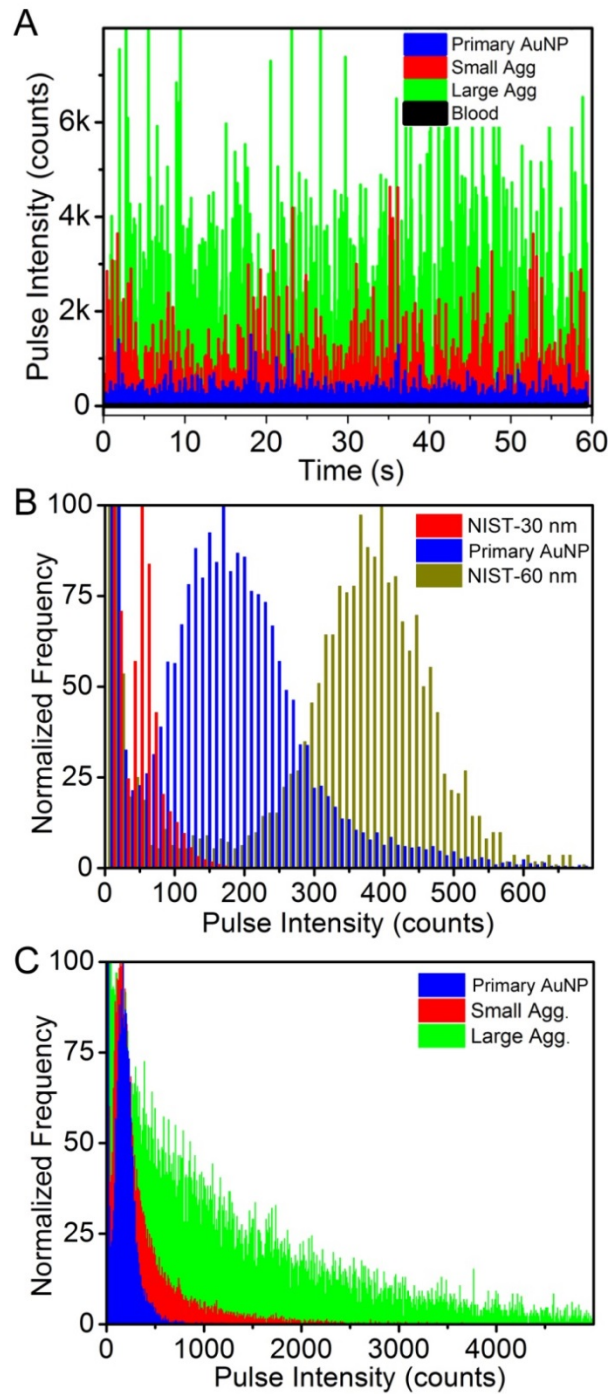 A
Pulse Intensity (counts)
6k
4k
2k
0
Primary AuNP
Small Agg
Large Agg
Blood
0 10 20 30 40 50 60
Time (s)
B
Normalized Frequency
100
75
50
25
0
NIST-30 nm
Primary AuNP
NIST-60 nm
0 100 200 300 400 500 600
Pulse Intensity (counts)
C
Normalized Frequency
100
75
50
25
0
Primary AuNP
Small Agg.
Large Agg.
0 1000 2000 3000 4000
Pulse Intensity (counts)